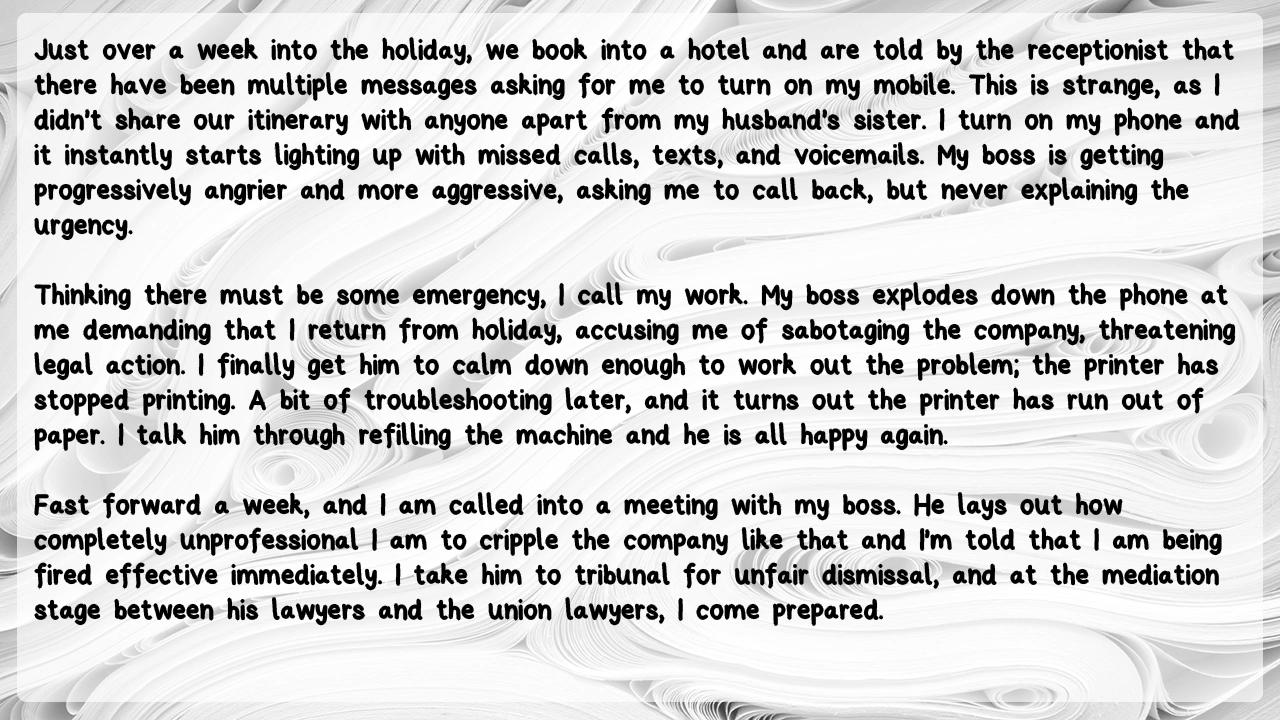 Just over a week into the holiday, we book into a hotel and are told by the receptionist that
there have been multiple messages asking for me to turn on my mobile. This is strange, as I
didn't share our itinerary with anyone apart from my husband's sister. I turn on my phone and
it instantly starts lighting up with missed calls, texts, and voicemails. My boss is getting
progressively angrier and more aggressive, asking me to call back, but never explaining the
urgency.
Thinking there must be some emergency, I call my work. My boss explodes down the phone at
me demanding that I return from holiday, accusing me of sabotaging the company, threatening
legal action. I finally get him to calm down enough to work out the problem; the printer has
stopped printing. A bit of troubleshooting later, and it turns out the printer has run out of
paper. I talk him through refilling the machine and he is all happy again.
Fast forward a week, and I am called into a meeting with my boss. He lays out how
completely unprofessional I am to cripple the company like that and I'm told that I am being
fired effective immediately. I take him to tribunal for unfair dismissal, and at the mediation
stage between his lawyers and the union lawyers, I come prepared.